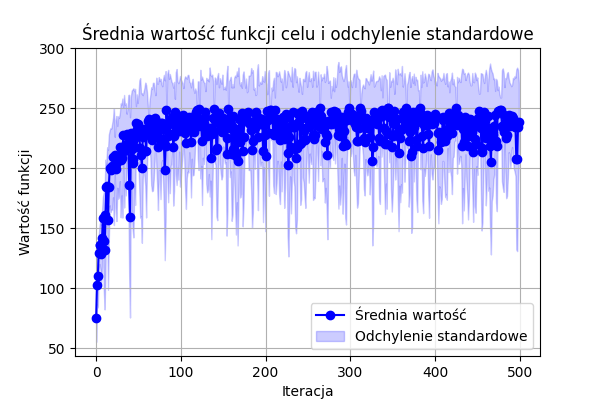 Średnia wartość funkcji celu i odchylenie standardowe
300
250
200
150
100
50
Wartość funkcji
Średnia wartość
Odchylenie standardowe
0 100 200 300 400 500
Iteracja